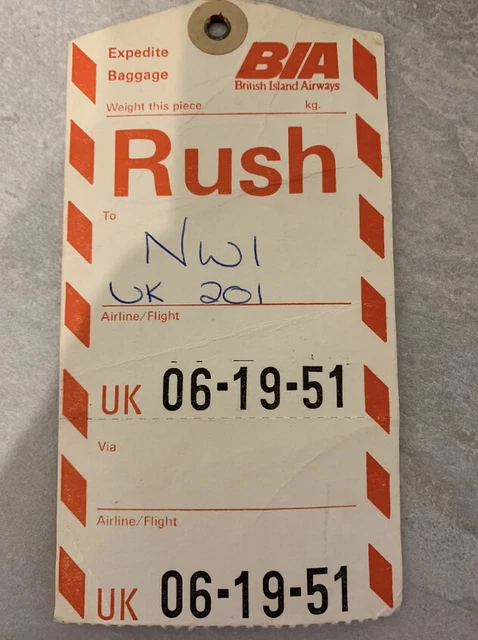 Expedite
Baggage
BIA
British Island Airways
Weight this piece kg.
Rush
To
NWI
UK 201
Airline/Flight
UK 06-19-51
Via
Airline/Flight
UK 06-19-51